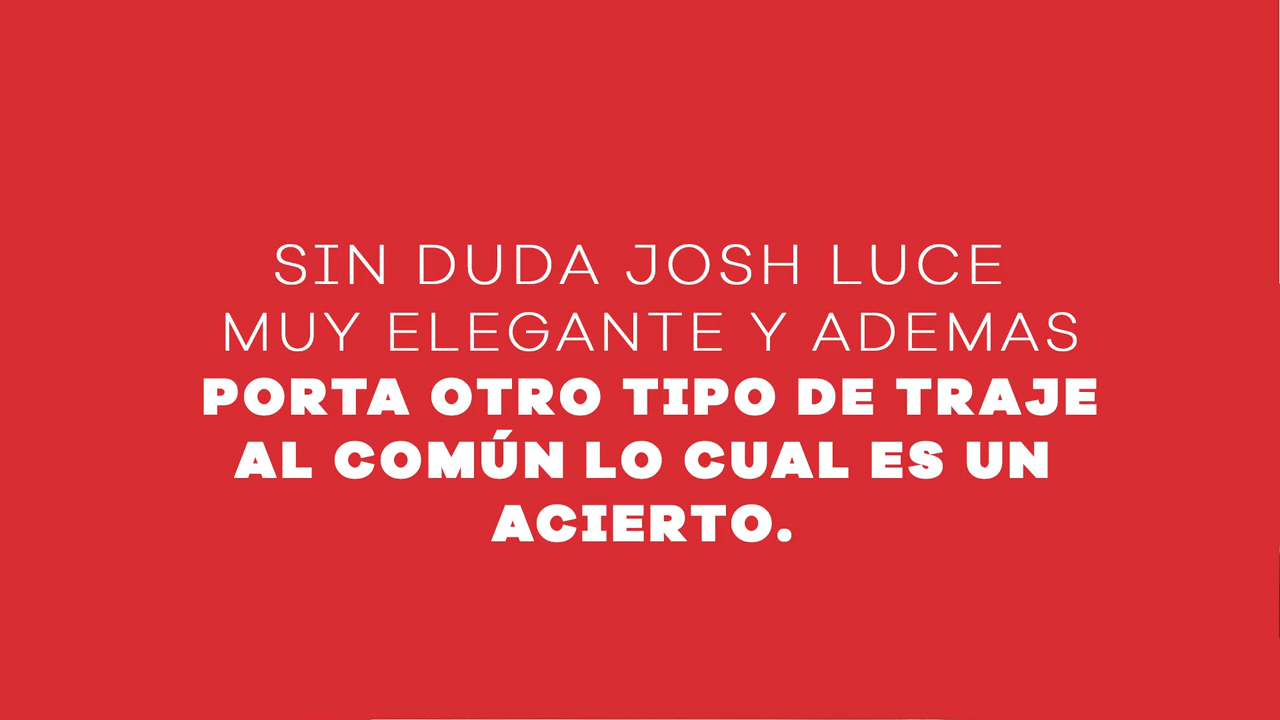 SIN DUDA JOSH LUCE
MUY ELEGANTE Y ADEMAS
PORTA OTRO TIPO DE TRAJE
AL COMÚN LO CUAL ES UN
ACIERTO.